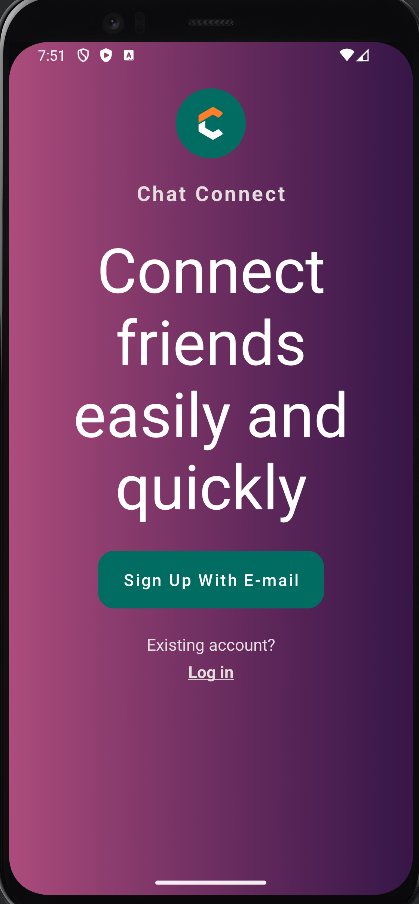 7:51
Chat Connect
Connect
friends
easily and
quickly
Sign Up With E-mail
Existing account?
Log in